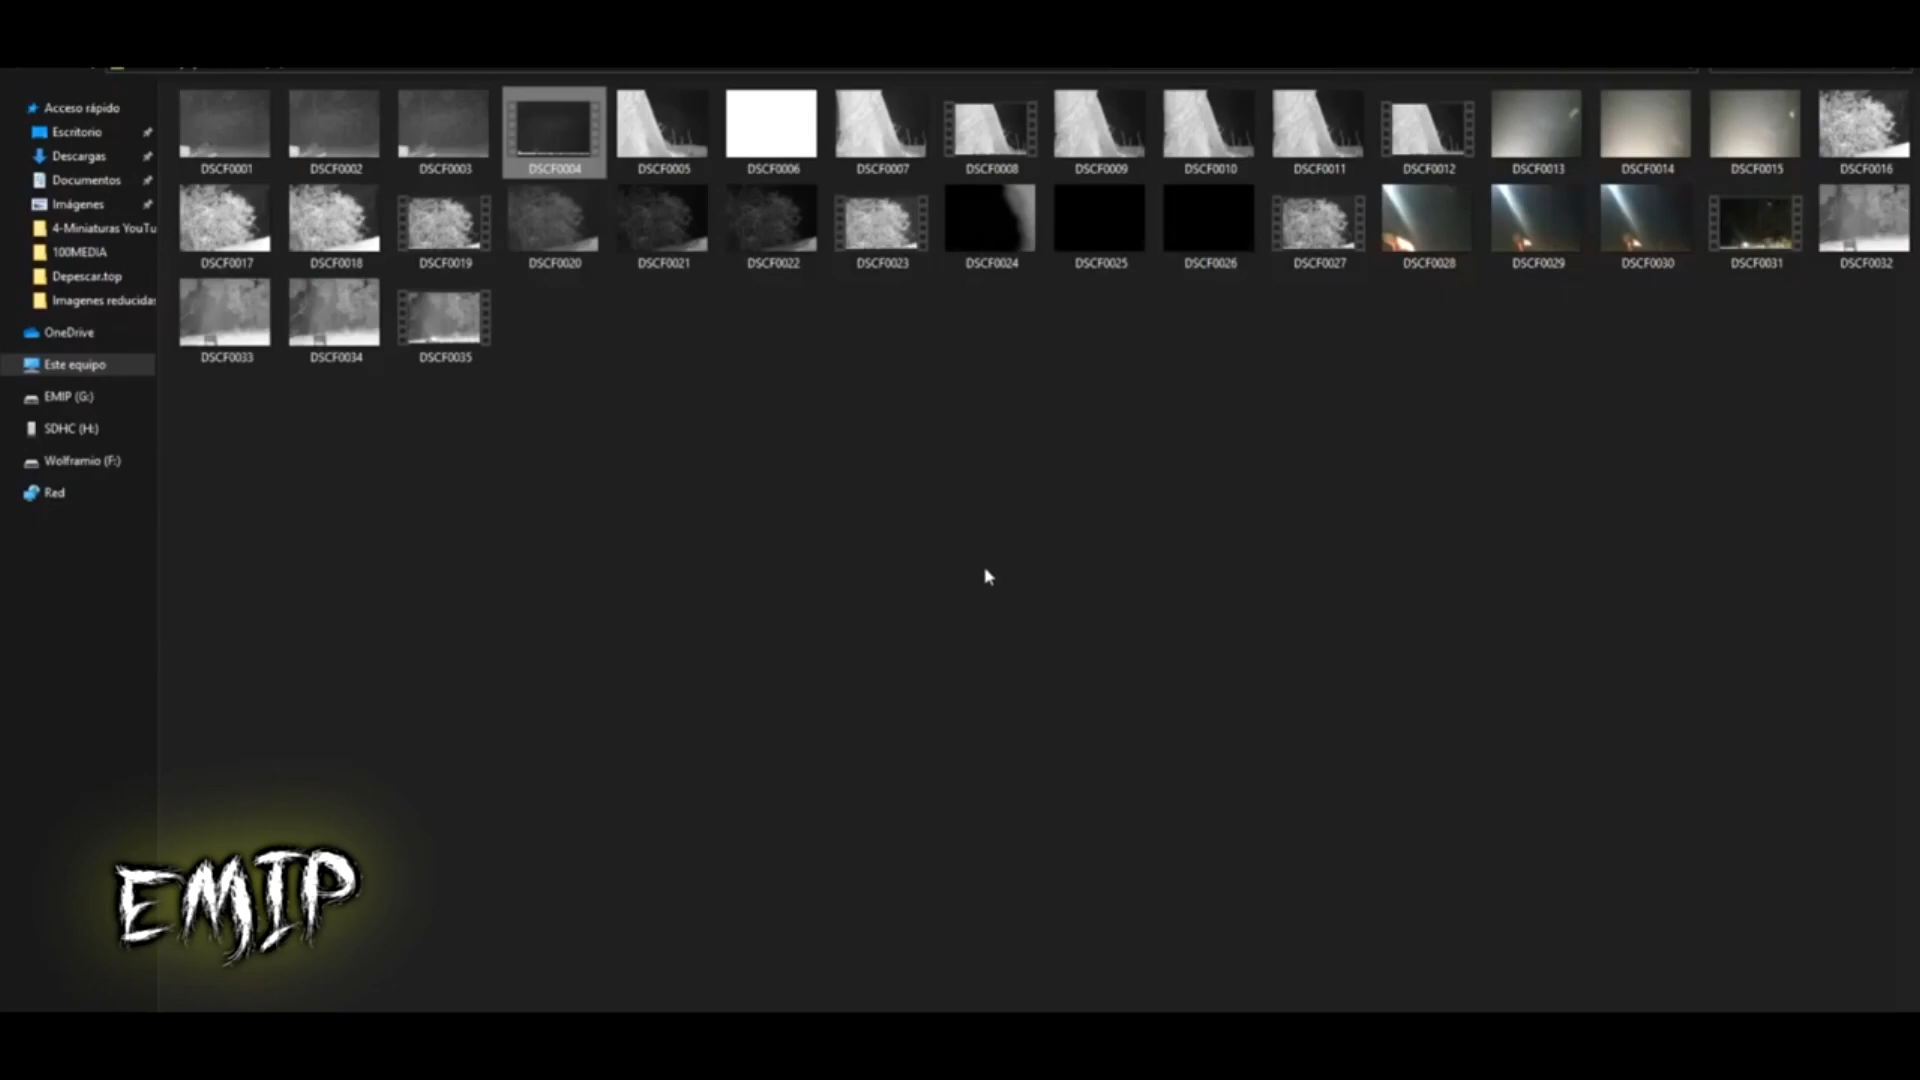 Acceso rápido
Escritorio
Descargas
Documentos
Imágenes
4-Miniaturas YouTu
100MEDIA
Depescar.top
Imagenes reducidas
OneDrive
Este equipo
EMIP (G:)
SDHC (H:)
Wolframio (F:)
Red
DSCF0001 DSCF0002 DSCF0003 DSCF0004 DSCF0005 DSCF0006 DSCF0007 DSCF0008 DSCF0009 DSCF0010 DSCF0011 DSCF0012 DSCF0013 DSCF0014 DSCF0015 DSCF0016
DSCF0017 DSCF0018 DSCF0019 DSCF0020 DSCF0021 DSCF0022 DSCF0023 DSCF0024 DSCF0025 DSCF0026 DSCF0027 DSCF0028 DSCF0029 DSCF0030 DSCF0031 DSCF0032
DSCF0033 DSCF0034 DSCF0035
EMIP